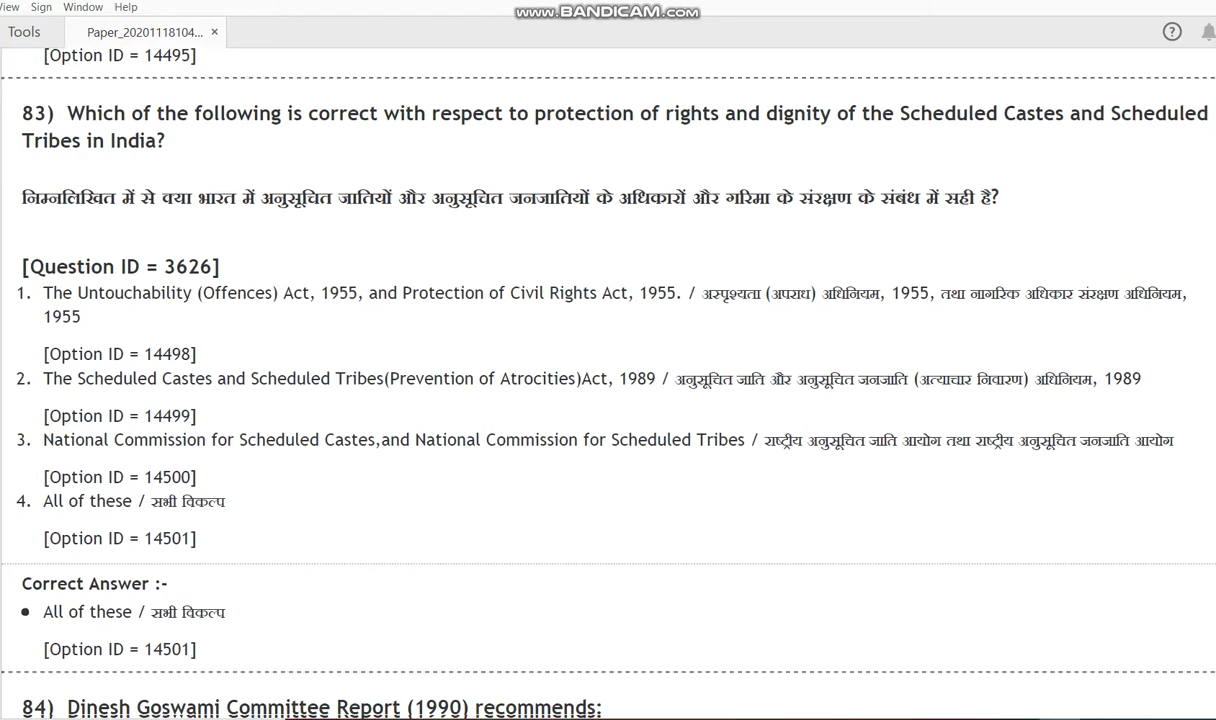 View Sign Window Help
www.BANDICAM.com
Tools Paper_20201118104... ×
[Option ID = 14495]
83) Which of the following is correct with respect to protection of rights and dignity of the Scheduled Castes and Scheduled
Tribes in India?
निम्नलिखित में से क्या भारत में अनुसूचित जातियों और अनुसूचित जनजातियों के अधिकारों और गरिमा के संरक्षण के संबंध में सही है?
[Question ID = 3626]
1. The Untouchability (Offences) Act, 1955, and Protection of Civil Rights Act, 1955. / अस्पृश्यता (अपराध) अधिनियम, 1955, तथा नागरिक अधिकार संरक्षण अधिनियम,
1955
[Option ID = 14498]
2. The Scheduled Castes and Scheduled Tribes(Prevention of Atrocities)Act, 1989 / अनुसूचित जाति और अनुसूचित जनजाति (अत्याचार निवारण) अधिनियम, 1989
[Option ID = 14499]
3. National Commission for Scheduled Castes,and National Commission for Scheduled Tribes / राष्ट्रीय अनुसूचित जाति आयोग तथा राष्ट्रीय अनुसूचित जनजाति आयोग
[Option ID = 14500]
4. All of these / सभी विकल्प
[Option ID = 14501]
Correct Answer :-
• All of these / सभी विकल्प
[Option ID = 14501]
84) Dinesh Goswami Committee Report (1990) recommends: